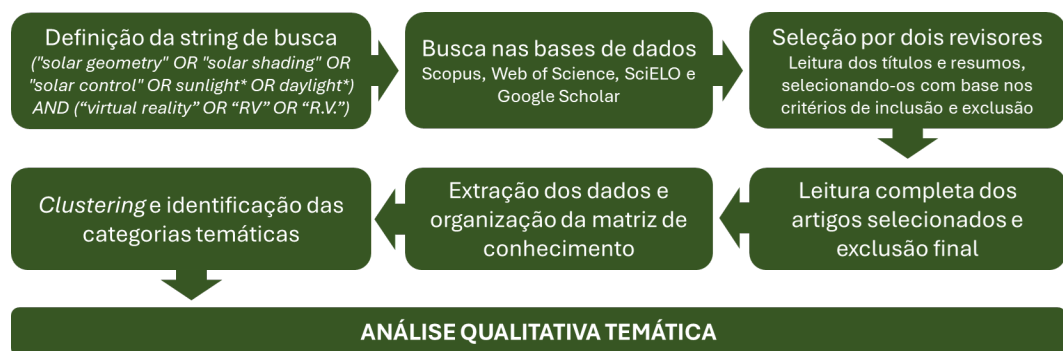 Definição da string de busca
("solar geometry" OR "solar shading" OR
"solar control" OR sunlight* OR daylight*)
AND (“virtual reality” OR “RV” OR “R.V.”)
Busca nas bases de dados
Scopus, Web of Science, SciELO e
Google Scholar
Seleção por dois revisores
Leitura dos títulos e resumos,
selecionando-os com base nos
critérios de inclusão e exclusão
Leitura completa dos
artigos selecionados e
exclusão final
Extração dos dados e
organização da matriz de
conhecimento
Clustering e identificação das
categorias temáticas
ANÁLISE QUALITATIVA TEMÁTICA